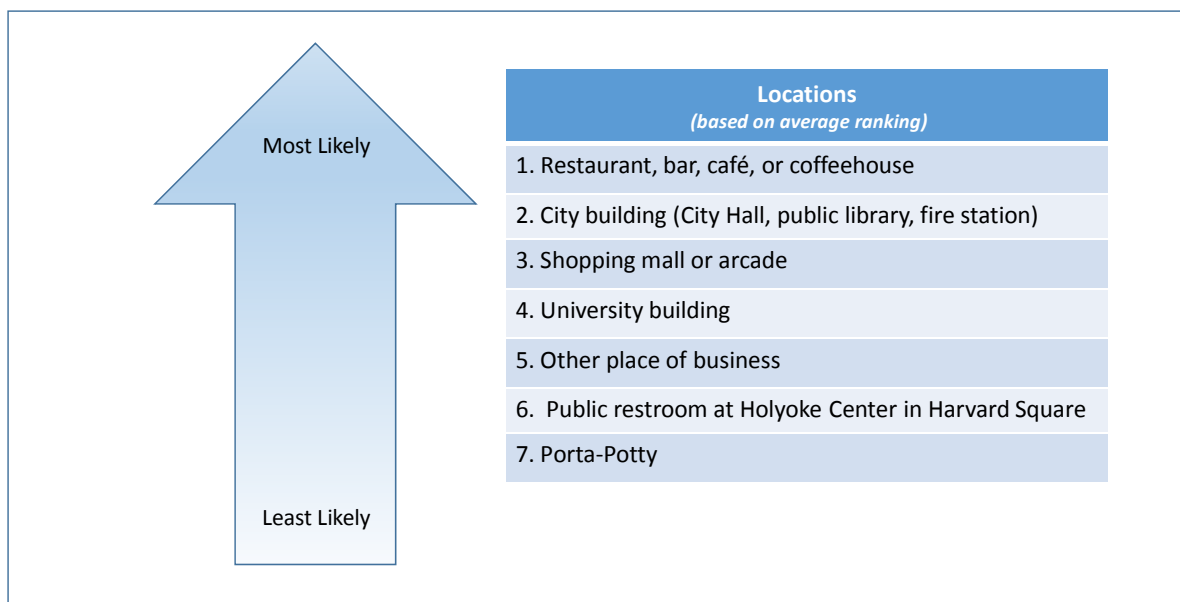 Most Likely
Least Likely
Locations
(based on average ranking)
1. Restaurant, bar, café, or coffeehouse
2. City building (City Hall, public library, fire station)
3. Shopping mall or arcade
4. University building
5. Other place of business
6.  Public restroom at Holyoke Center in Harvard Square
7. Porta-Potty